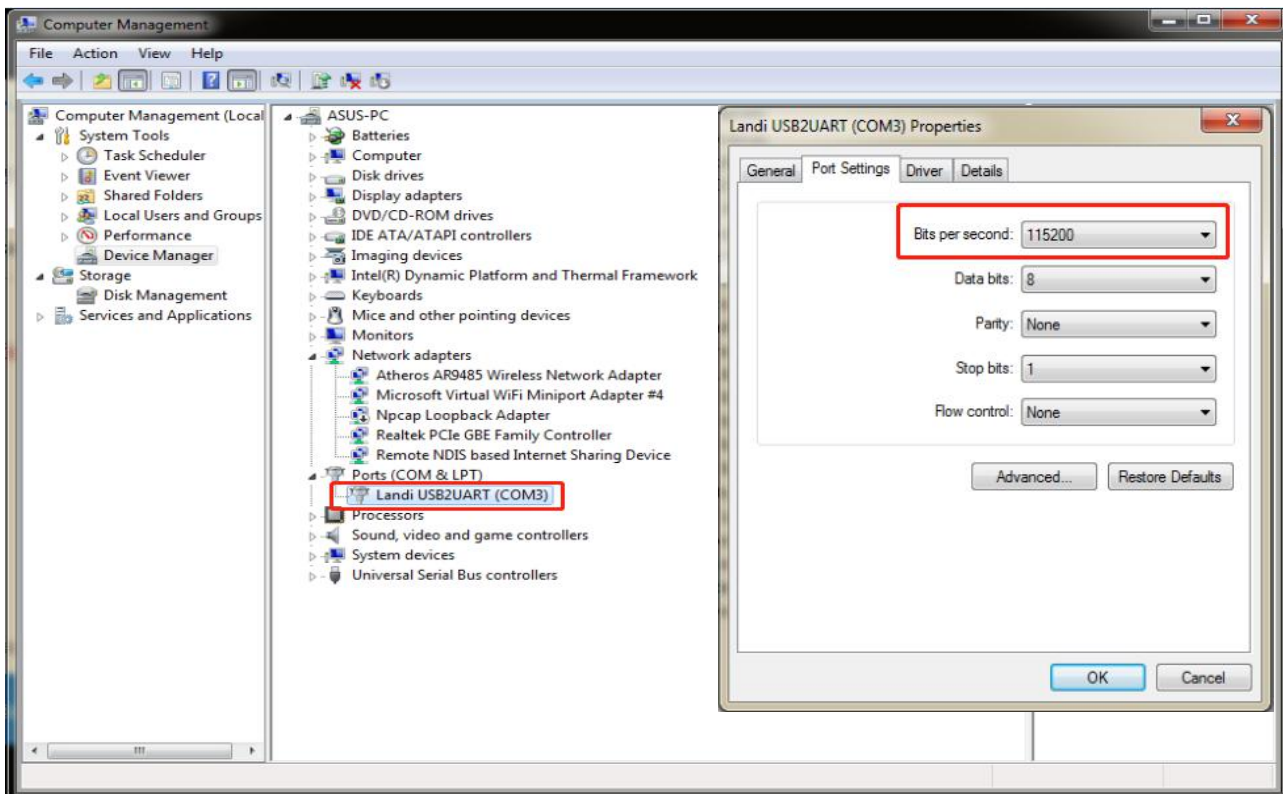 Computer Management
File Action View Help
Computer Management (Local
System Tools
Task Scheduler
Event Viewer
Shared Folders
Local Users and Groups
Performance
Device Manager
Storage
Disk Management
Services and Applications
ASUS-PC
Batteries
Computer
Disk drives
Display adapters
DVD/CD-ROM drives
IDE ATA/ATAPI controllers
Imaging devices
Intel(R) Dynamic Platform and Thermal Framework
Keyboards
Mice and other pointing devices
Monitors
Network adapters
Atheros AR9485 Wireless Network Adapter
Microsoft Virtual WiFi Miniport Adapter #4
Npcap Loopback Adapter
Realtek PCIe GBE Family Controller
Remote NDIS based Internet Sharing Device
Ports (COM & LPT)
Landi USB2UART (COM3)
Processors
Sound, video and game controllers
System devices
Universal Serial Bus controllers
Landi USB2UART (COM3) Properties
General Port Settings Driver Details
Bits per second: 115200
Data bits: 8
Parity: None
Stop bits: 1
Flow control: None
Advanced... Restore Defaults
OK Cancel